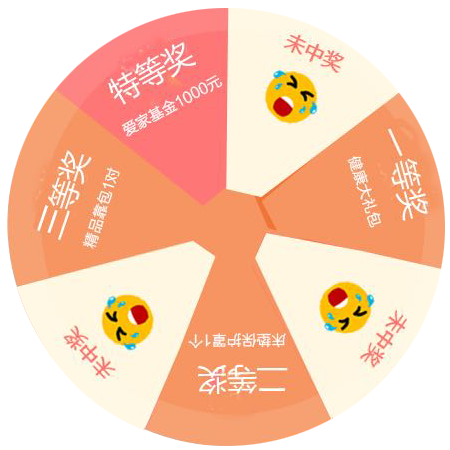 特等奖
爱家基金1000元
未中奖
一等奖
健康大礼包
未中奖
二等奖
床垫保护罩1个
未中奖
三等奖
精品靠包1对